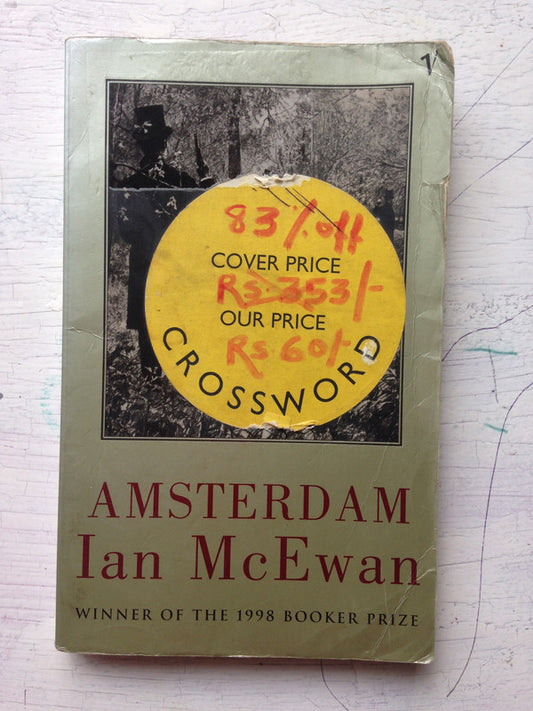 83% off
COVER PRICE
Rs 353/-
OUR PRICE
Rs 60/-
CROSSWORD
AMSTERDAM
Ian McEwan
WINNER OF THE 1998 BOOKER PRIZE